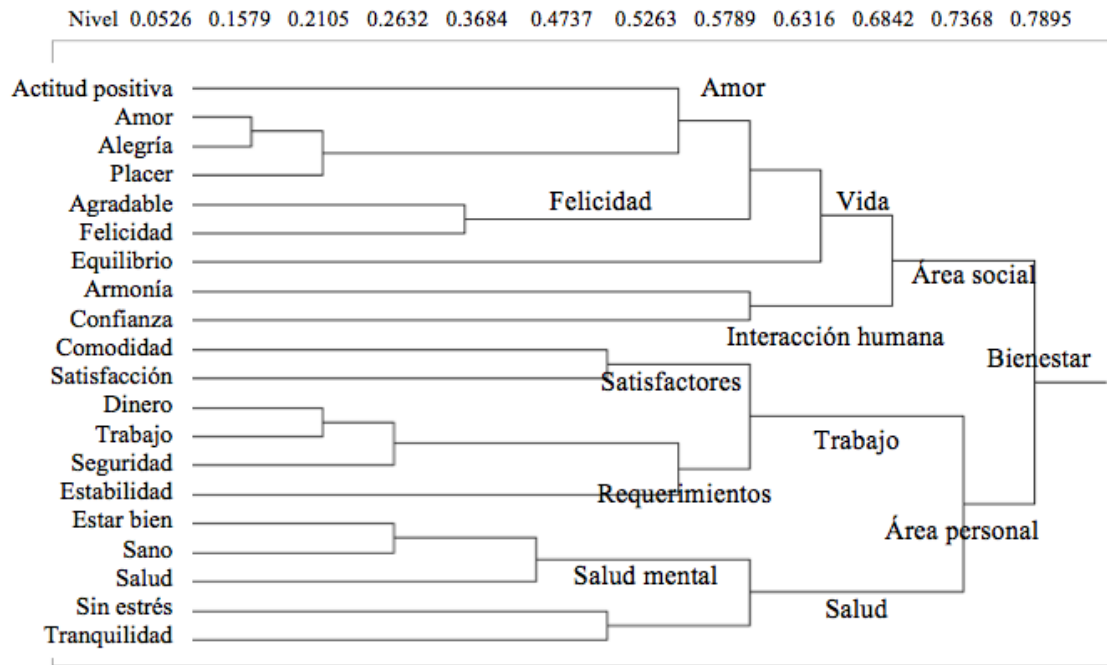 Nivel 0.0526 0.1579 0.2105 0.2632 0.3684 0.4737 0.5263 0.5789 0.6316 0.6842 0.7368 0.7895
Actitud positiva
Amor
Amor
Alegría
Placer
Agradable
Felicidad
Vida
Felicidad
Equilibrio
Área social
Armonía
Confianza
Interacción humana
Comodidad
Bienestar
Satisfacción
Satisfactores
Dinero
Trabajo
Trabajo
Seguridad
Estabilidad
Requerimientos
Estar bien
Área personal
Sano
Salud
Salud mental
Sin estrés
Salud
Tranquilidad